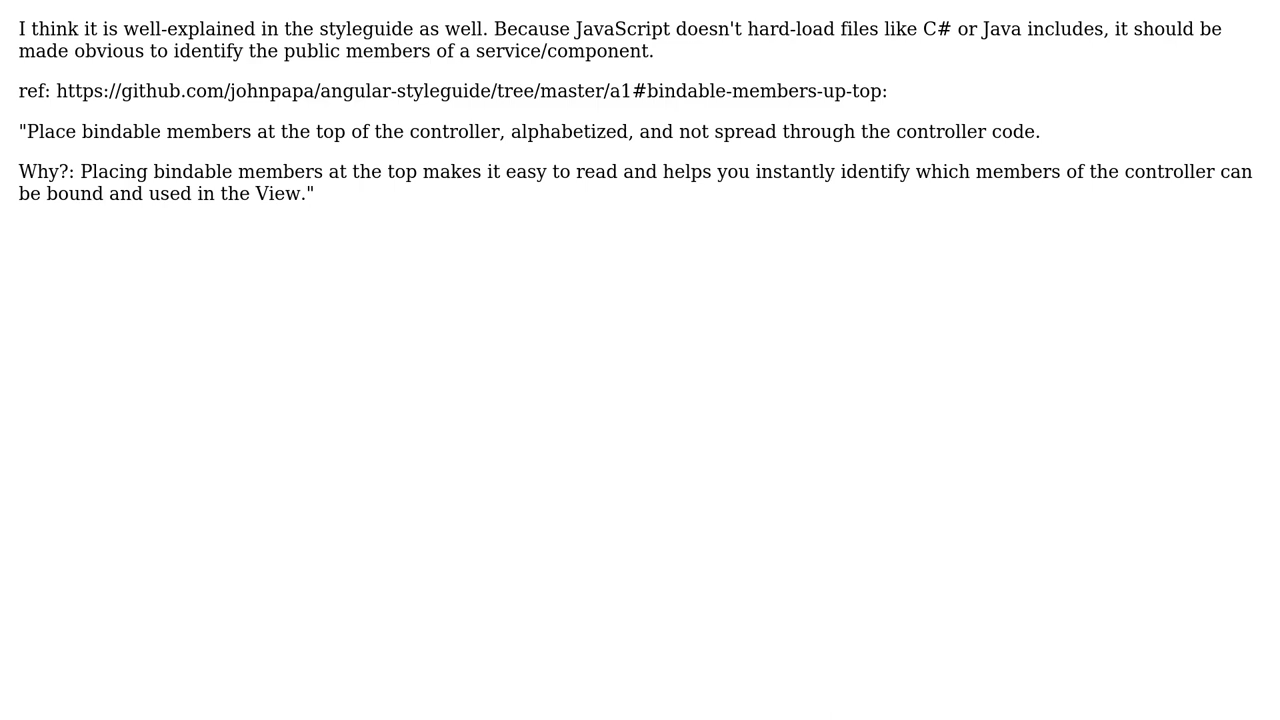 I think it is well-explained in the styleguide as well. Because JavaScript doesn't hard-load files like C# or Java includes, it should be
made obvious to identify the public members of a service/component.
ref: https://github.com/johnpapa/angular-styleguide/tree/master/a1#bindable-members-up-top:
"Place bindable members at the top of the controller, alphabetized, and not spread through the controller code.
Why?: Placing bindable members at the top makes it easy to read and helps you instantly identify which members of the controller can
be bound and used in the View."